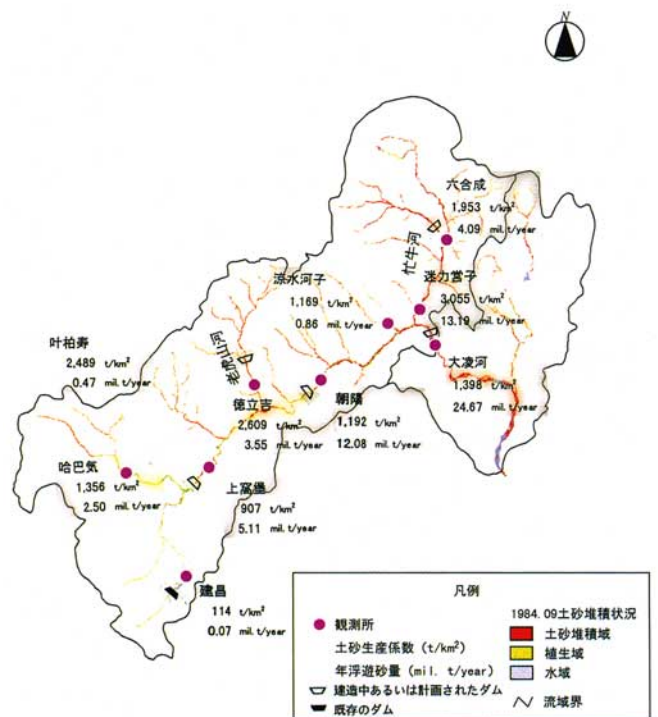 N
六合成
1,953 t/km²
4.09 mil. t/year
忙牛河
迷力営子
3,055 t/km²
13.19 mil. t/year
涼水河子
1,169 t/km²
0.86 mil. t/year
叶柏寿
2,489 t/km²
0.47 mil. t/year
老虎山河
大凌河
1,398 t/km²
24.67 mil. t/year
徳立吉
2,609 t/km²
3.55 mil. t/year
朝陽
1,192 t/km²
12.08 mil. t/year
哈巴気
1,356 t/km²
2.50 mil. t/year
上窩堡
907 t/km²
5.11 mil. t/year
建昌
114 t/km²
0.07 mil. t/year
凡例
観測所
土砂生産係数 (t/km²)
年浮遊砂量 (mil. t/year)
建造中あるいは計画されたダム
既存のダム
1984.09土砂堆積状況
土砂堆積域
植生域
水域
流域界